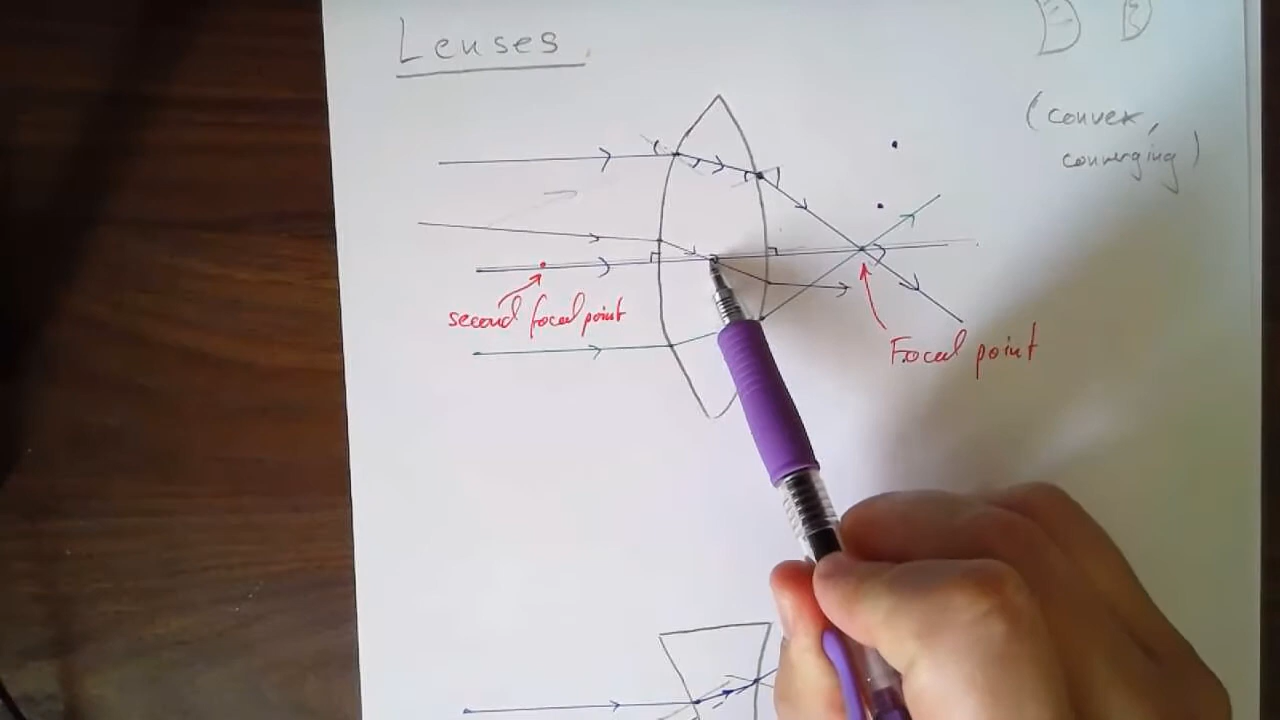 Lenses
(convex,
converging)
second focal point
Focal point